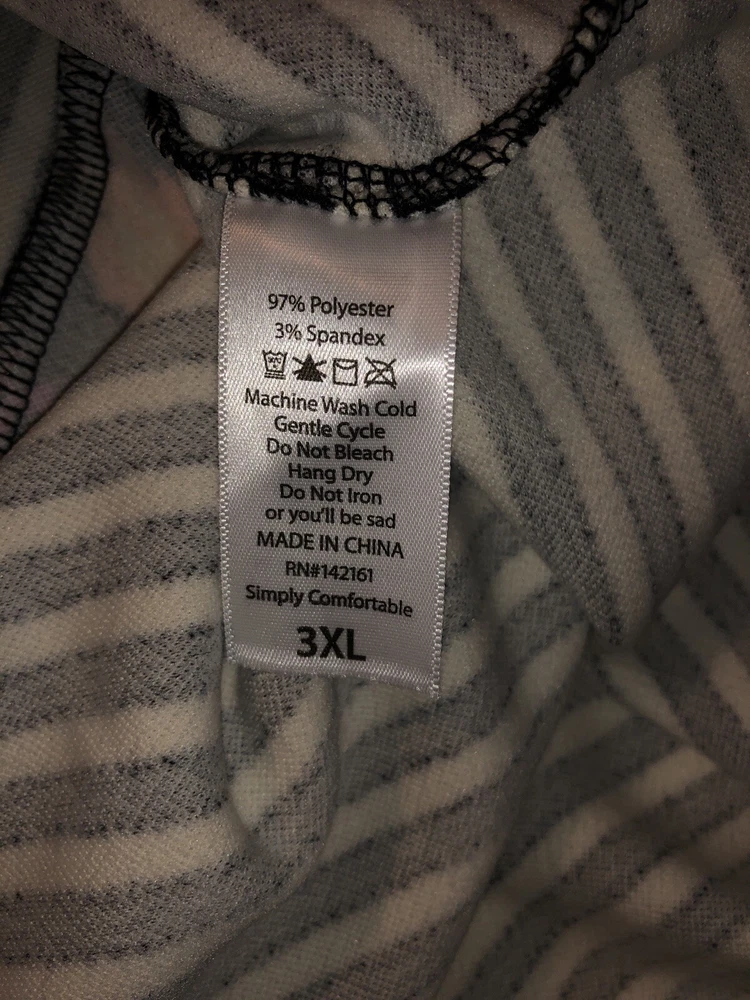 97% Polyester
3% Spandex
Machine Wash Cold
Gentle Cycle
Do Not Bleach
Hang Dry
Do Not Iron
or you'll be sad
MADE IN CHINA
RN#142161
Simply Comfortable
3XL